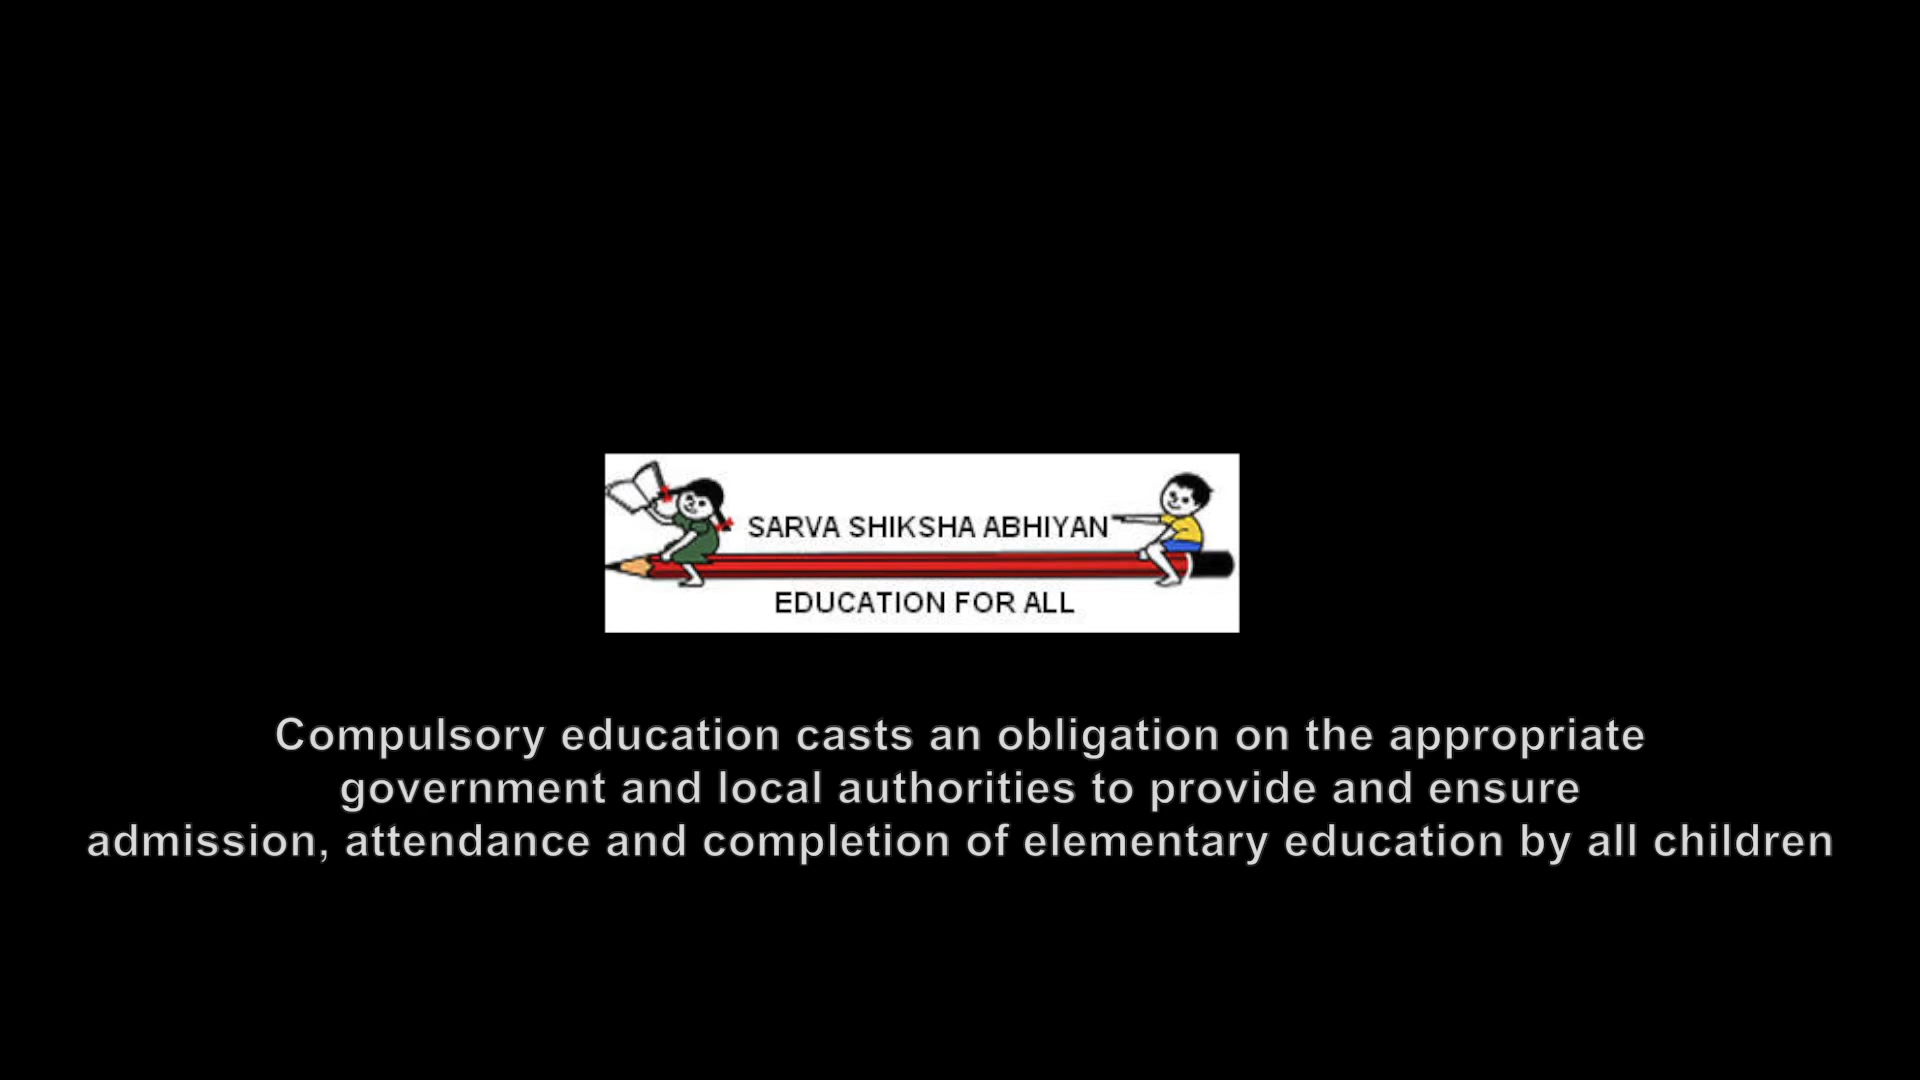 SARVA SHIKSHA ABHIYAN
EDUCATION FOR ALL
Compulsory education casts an obligation on the appropriate
government and local authorities to provide and ensure
admission, attendance and completion of elementary education by all children